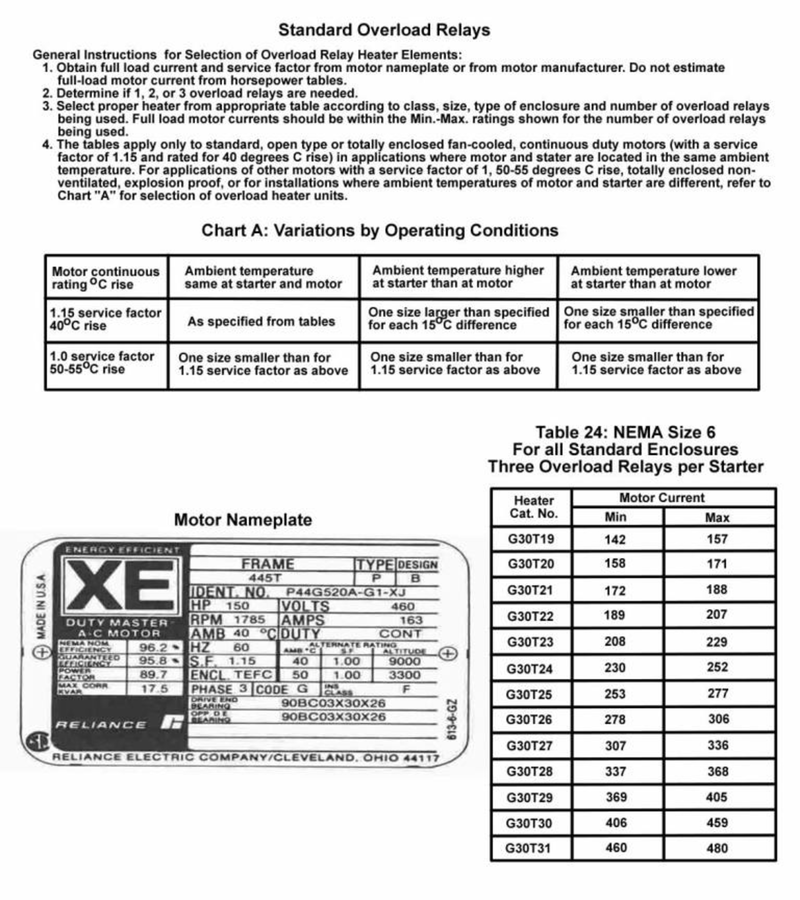 Standard Overload Relays
General Instructions for Selection of Overload Relay Heater Elements:
1. Obtain full load current and service factor from motor nameplate or from motor manufacturer. Do not estimate
full-load motor current from horsepower tables.
2. Determine if 1, 2, or 3 overload relays are needed.
3. Select proper heater from appropriate table according to class, size, type of enclosure and number of overload relays
being used. Full load motor currents should be within the Min.-Max. ratings shown for the number of overload relays
being used.
4. The tables apply only to standard, open type or totally enclosed fan-cooled, continuous duty motors (with a service
factor of 1.15 and rated for 40 degrees C rise) in applications where motor and stater are located in the same ambient
temperature. For applications of other motors with a service factor of 1, 50-55 degrees C rise, totally enclosed non-
ventilated, explosion proof, or for installations where ambient temperatures of motor and starter are different, refer to
Chart "A" for selection of overload heater units.
Chart A: Variations by Operating Conditions
Motor continuous
rating °C rise
Ambient temperature
same at starter and motor
Ambient temperature higher
at starter than at motor
Ambient temperature lower
at starter than at motor
1.15 service factor
40°C rise
As specified from tables
One size larger than specified
for each 15°C difference
One size smaller than specified
for each 15°C difference
1.0 service factor
50-55°C rise
One size smaller than for
1.15 service factor as above
One size smaller than for
1.15 service factor as above
One size smaller than for
1.15 service factor as above
Motor Nameplate
MADE IN U.S.A.
ENERGY EFFICIENT
XE
DUTY MASTER
A-C MOTOR
NEMA NOM. EFFICIENCY 96.2 %
GUARANTEED EFFICIENCY 95.8 %
POWER FACTOR 89.7
MAX CORR KVAR 17.5
RELIANCE
FRAME TYPE DESIGN
445T P B
IDENT. NO. P44G520A-G1-XJ
HP 150 VOLTS 460
RPM 1785 AMPS 163
AMB 40 °C DUTY CONT
HZ 60 ALTERNATE RATING
AMB °C S.F. ALTITUDE
S.F. 1.15 40 1.00 9000
ENCL. TEFC 50 1.00 3300
PHASE 3 CODE G INS CLASS F
DRIVE END BEARING 90BC03X30X26
OPP D.E. BEARING 90BC03X30X26
613-6-GZ
RELIANCE ELECTRIC COMPANY/CLEVELAND, OHIO 44117
Table 24: NEMA Size 6
For all Standard Enclosures
Three Overload Relays per Starter
Heater
Cat. No.
Motor Current
Min Max
G30T19 142 157
G30T20 158 171
G30T21 172 188
G30T22 189 207
G30T23 208 229
G30T24 230 252
G30T25 253 277
G30T26 278 306
G30T27 307 336
G30T28 337 368
G30T29 369 405
G30T30 406 459
G30T31 460 480